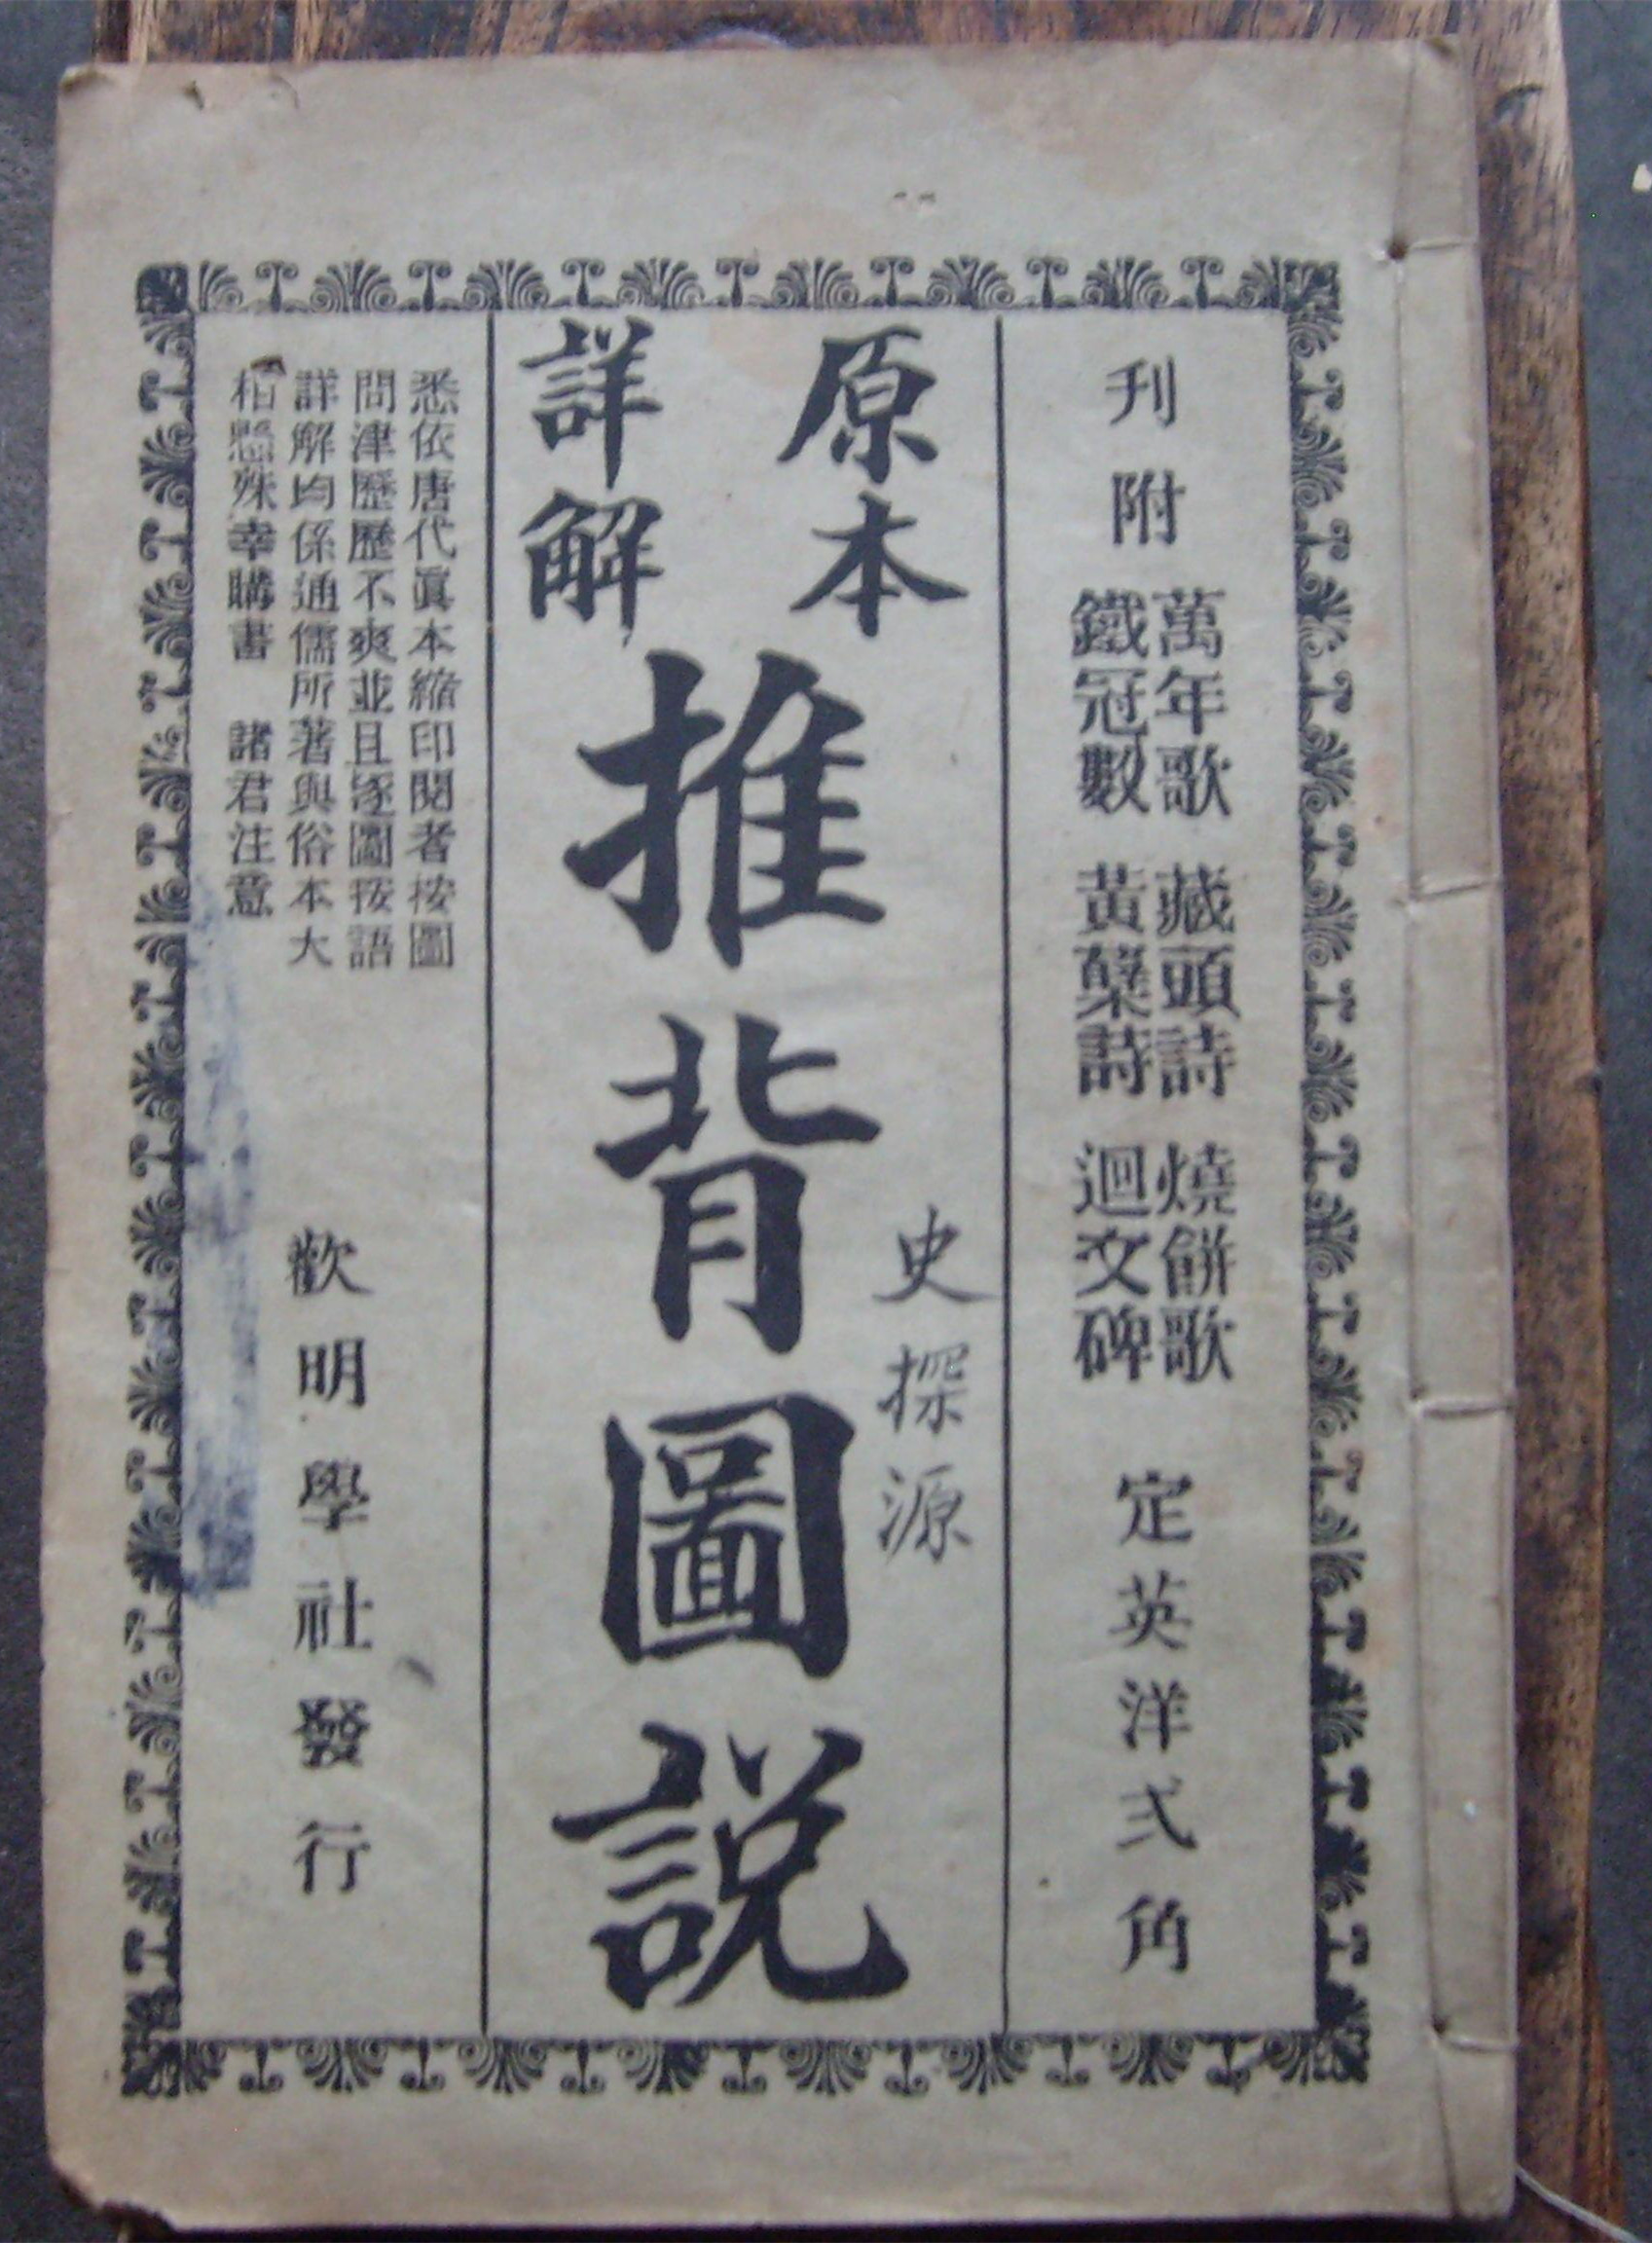 刊附
萬年歌 藏頭詩 燒餅歌
鐵冠數 黃蘗詩 迴文碑
定英洋弍角
原本
詳解
推背圖説
史探源
悉依唐代眞本縮印閱者按圖
問津歷歷不爽並且逐圖按語
詳解均係通儒所著與俗本大
相懸殊幸購書 諸君注意
歡明學社發行